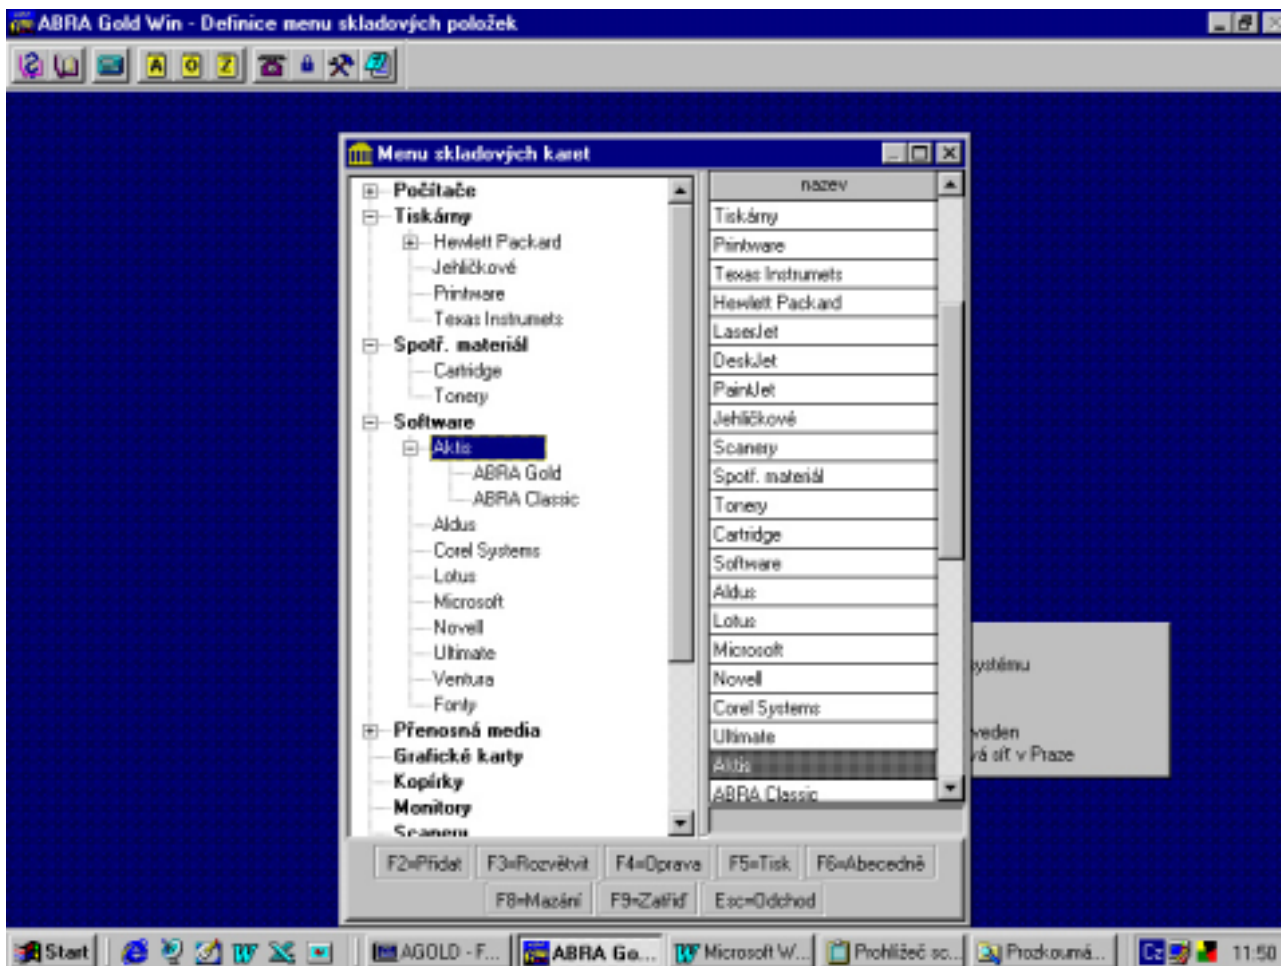 ABRA Gold Win - Definice menu skladových položek
A O Z
Menu skladových karet
Počítače
Tiskárny
Hewlett Packard
Jehličkové
Printware
Texas Instrumets
Spotř. materiál
Cartridge
Tonery
Software
Aktis
ABRA Gold
ABRA Classic
Aldus
Corel Systems
Lotus
Microsoft
Novell
Ultimate
Ventura
Fonty
Přenosná media
Grafické karty
Kopírky
Monitory
Scanery
nazev
Tiskárny
Printware
Texas Instrumets
Hewlett Packard
LaserJet
DeskJet
PaintJet
Jehličkové
Scanery
Spotř. materiál
Tonery
Cartridge
Software
Aldus
Lotus
Microsoft
Novell
Corel Systems
Ultimate
Aktis
ABRA Classic
ystému
veden
vá síť v Praze
F2=Přidat F3=Rozvětvit F4=Oprava F5=Tisk F6=Abecedně
F8=Mazání F9=Zatřiď Esc=Odchod
Start AGOLD - F... ABRA Go... Microsoft W... Prohlížeč sc... Prozkoumá... Cz 11:50